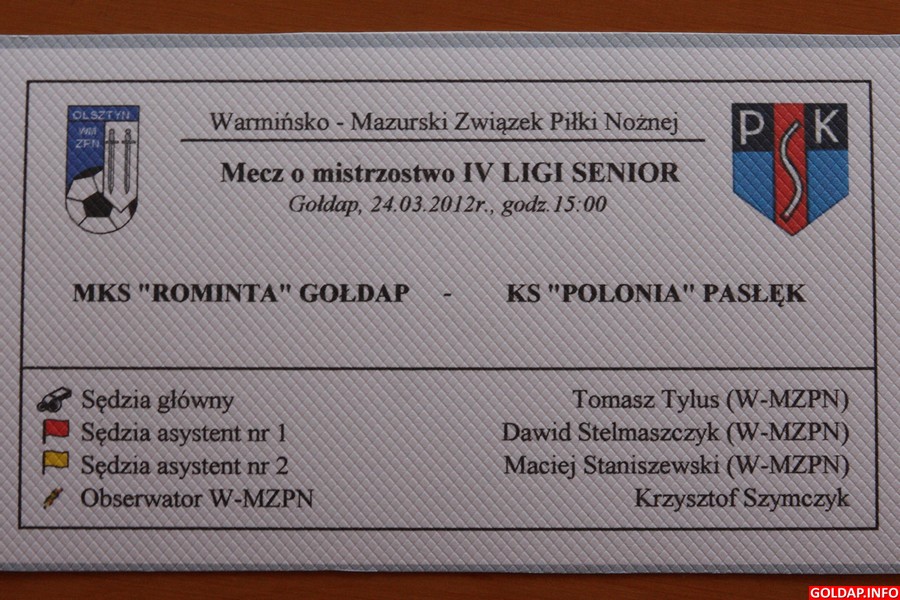 OLSZTYN
WM
ZPN
P S K
Warmińsko - Mazurski Związek Piłki Nożnej
Mecz o mistrzostwo IV LIGI SENIOR
Gołdap, 24.03.2012r., godz.15:00
MKS "ROMINTA" GOŁDAP - KS "POLONIA" PASŁĘK
Sędzia główny Tomasz Tylus (W-MZPN)
Sędzia asystent nr 1 Dawid Stelmaszczyk (W-MZPN)
Sędzia asystent nr 2 Maciej Staniszewski (W-MZPN)
Obserwator W-MZPN Krzysztof Szymczyk
GOLDAP.INFO